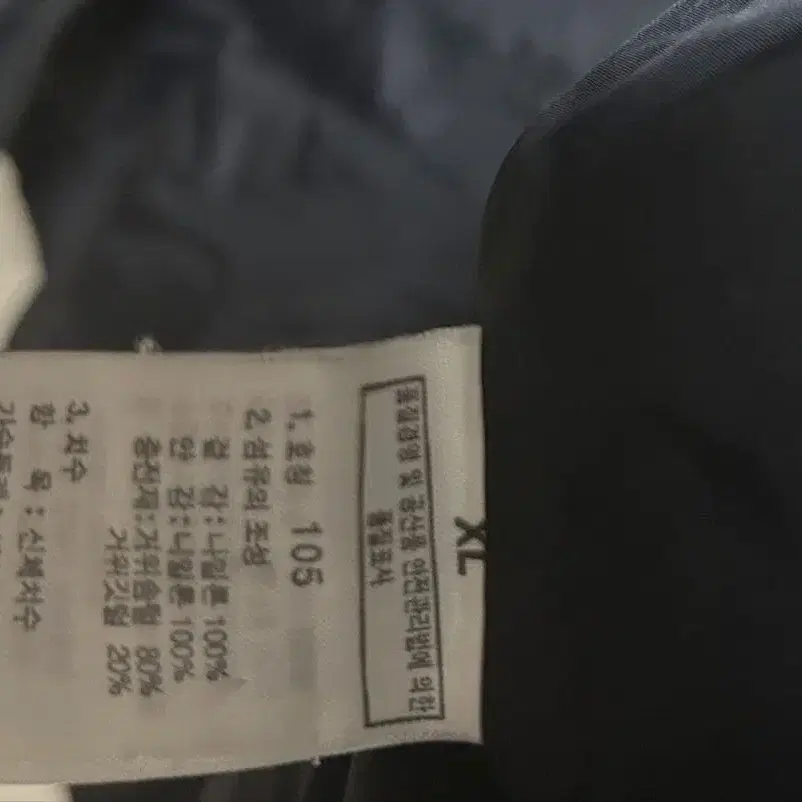 XL
품질경영 및 공산품 안전관리법에 의한
품질표시
1. 호칭 105
2. 섬유의 조성
겉 감 : 나일론 100%
안 감 : 나일론 100%
충전재 : 거위솜털 80%
거위깃털 20%
3. 치수
항 목 : 신체치수